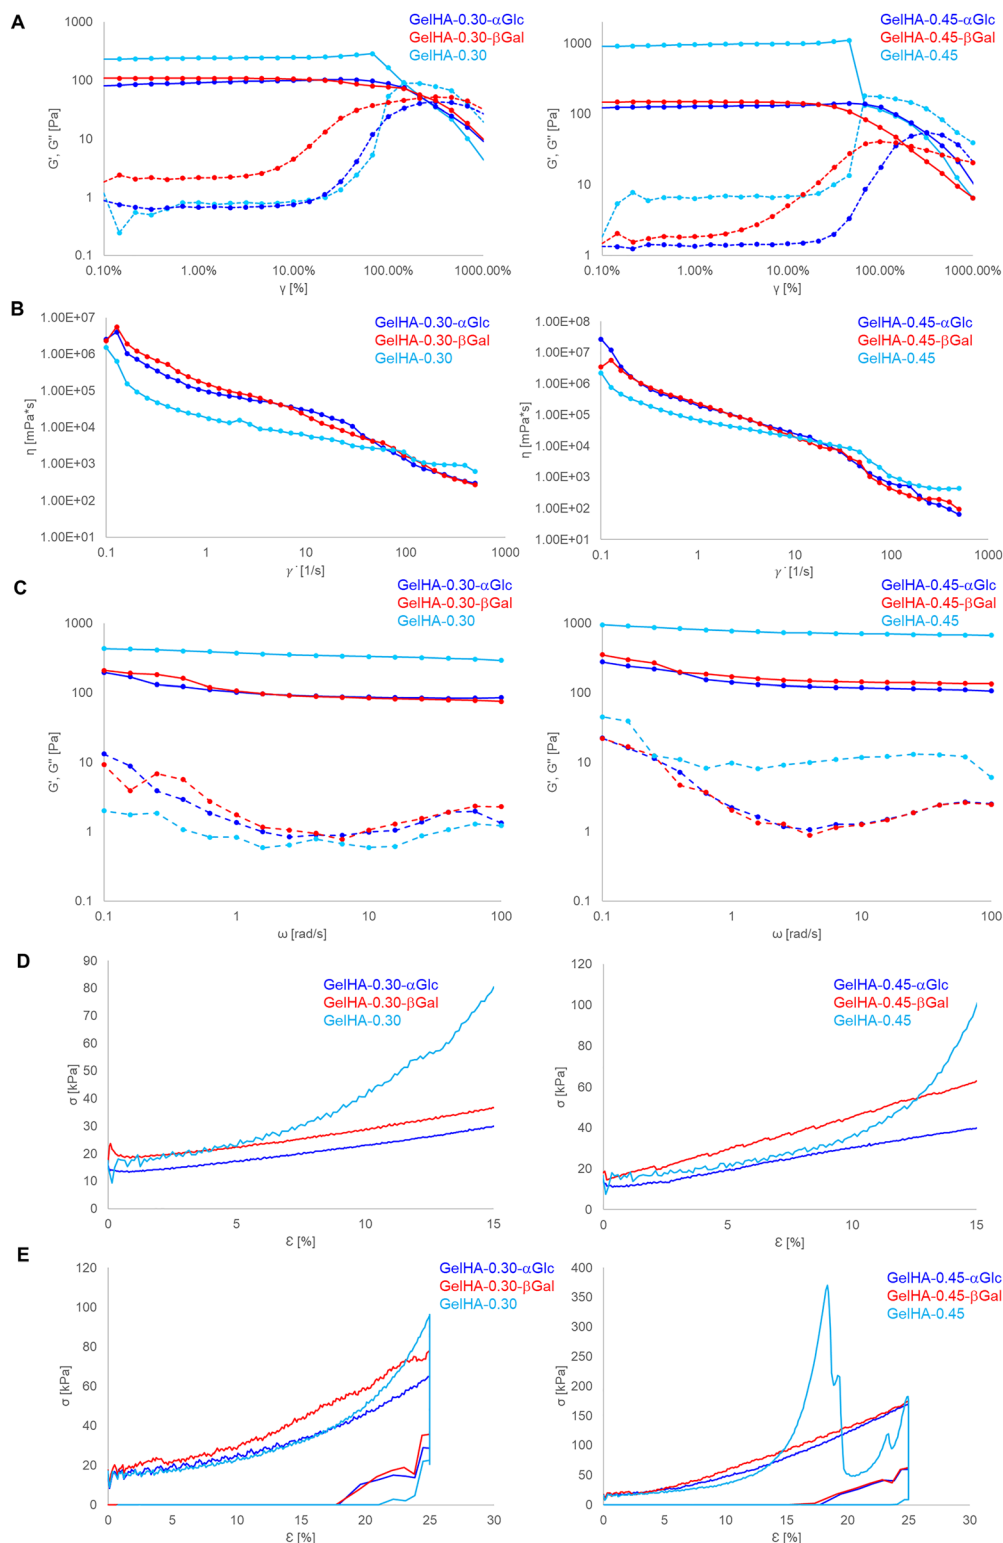 A
GelHA-0.30-αGlc
GelHA-0.30-βGal
GelHA-0.30
1000
100
10
1
0.1
G', G'' [Pa]
0.10%
1.00%
10.00%
100.00%
1000.00%
γ [%]
GelHA-0.45-αGlc
GelHA-0.45-βGal
GelHA-0.45
1000
100
10
1
G', G'' [Pa]
0.10%
1.00%
10.00%
100.00%
1000.00%
γ [%]
B
GelHA-0.30-αGlc
GelHA-0.30-βGal
GelHA-0.30
1.00E+07
1.00E+06
1.00E+05
1.00E+04
1.00E+03
1.00E+02
1.00E+01
η [mPa*s]
0.1
1
10
100
1000
γ˙ [1/s]
GelHA-0.45-αGlc
GelHA-0.45-βGal
GelHA-0.45
1.00E+08
1.00E+07
1.00E+06
1.00E+05
1.00E+04
1.00E+03
1.00E+02
1.00E+01
η [mPa*s]
0.1
1
10
100
1000
γ˙ [1/s]
C
GelHA-0.30-αGlc
GelHA-0.30-βGal
GelHA-0.30
1000
100
10
1
0.1
G', G'' [Pa]
0.1
1
10
100
ω [rad/s]
GelHA-0.45-αGlc
GelHA-0.45-βGal
GelHA-0.45
1000
100
10
1
0.1
G', G'' [Pa]
0.1
1
10
100
ω [rad/s]
D
GelHA-0.30-αGlc
GelHA-0.30-βGal
GelHA-0.30
90
80
70
60
50
40
30
20
10
0
σ [kPa]
0
5
10
15
Ɛ [%]
GelHA-0.45-αGlc
GelHA-0.45-βGal
GelHA-0.45
120
100
80
60
40
20
0
σ [kPa]
0
5
10
15
Ɛ [%]
E
GelHA-0.30-αGlc
GelHA-0.30-βGal
GelHA-0.30
120
100
80
60
40
20
0
σ [kPa]
0
5
10
15
20
25
30
Ɛ [%]
GelHA-0.45-αGlc
GelHA-0.45-βGal
GelHA-0.45
400
350
300
250
200
150
100
50
0
σ [kPa]
0
5
10
15
20
25
30
Ɛ [%]